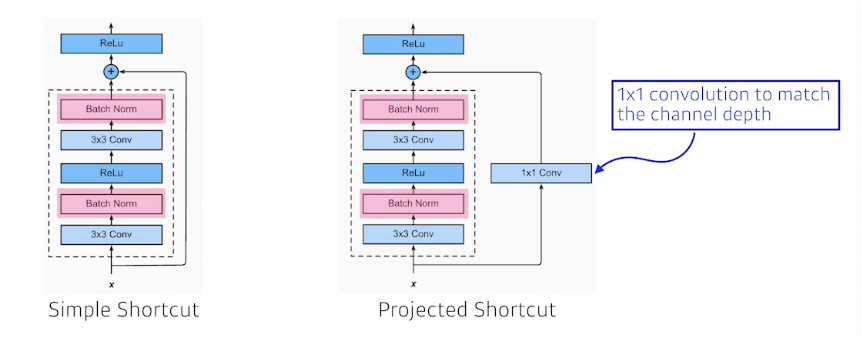 ReLu
+
Batch Norm
3x3 Conv
ReLu
Batch Norm
3x3 Conv
x
Simple Shortcut
ReLu
+
Batch Norm
3x3 Conv
ReLu
Batch Norm
3x3 Conv
x
1x1 Conv
Projected Shortcut
1x1 convolution to match
the channel depth